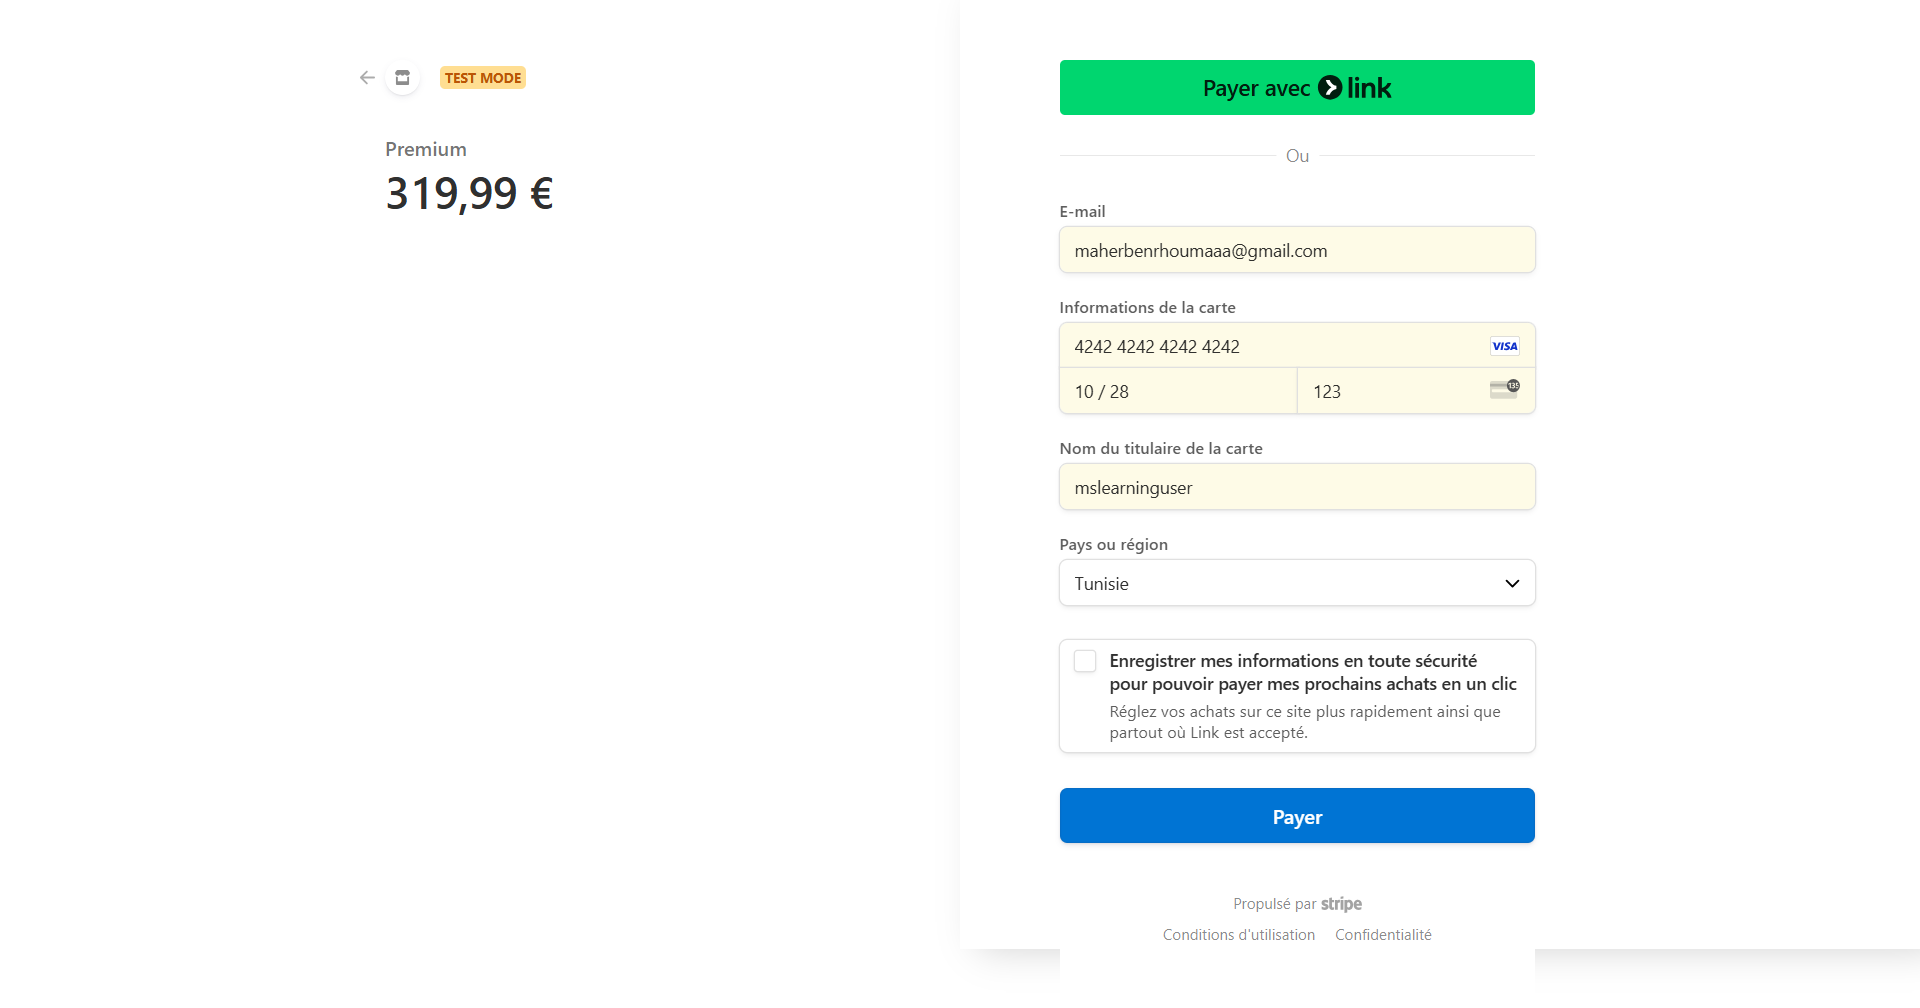 TEST MODE
Premium
319,99 €
Payer avec link
Ou
E-mail
maherbenrhoumaaa@gmail.com
Informations de la carte
4242 4242 4242 4242
VISA
10 / 28
123
135
Nom du titulaire de la carte
mslearninguser
Pays ou région
Tunisie
Enregistrer mes informations en toute sécurité
pour pouvoir payer mes prochains achats en un clic
Réglez vos achats sur ce site plus rapidement ainsi que
partout où Link est accepté.
Payer
Propulsé par stripe
Conditions d'utilisation Confidentialité